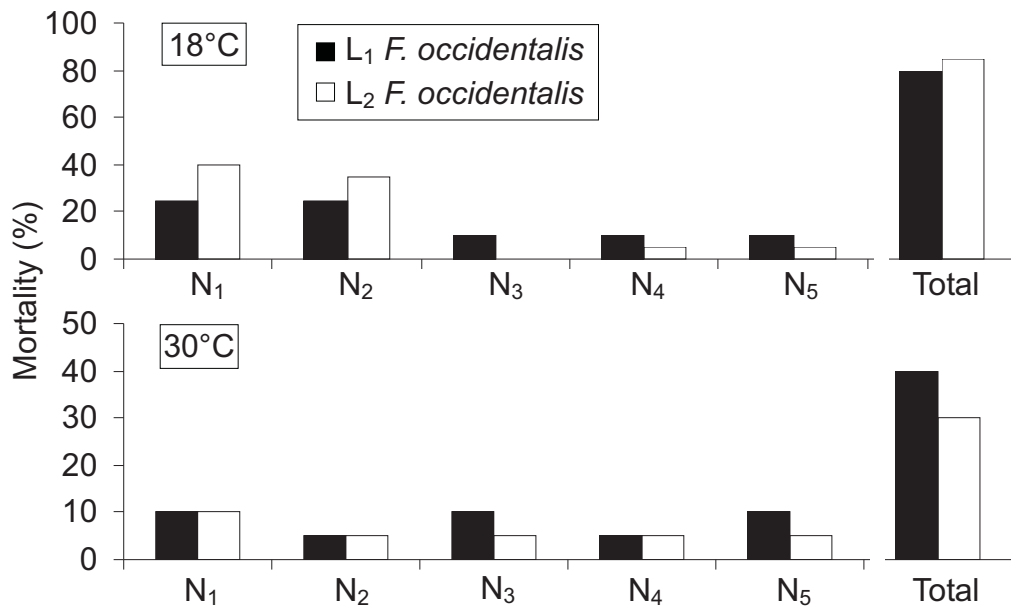 100
80
60
40
20
0
18°C
L₁ F. occidentalis
L₂ F. occidentalis
N₁ N₂ N₃ N₄ N₅ Total
Mortality (%)
50
40
30
20
10
0
30°C
N₁ N₂ N₃ N₄ N₅ Total